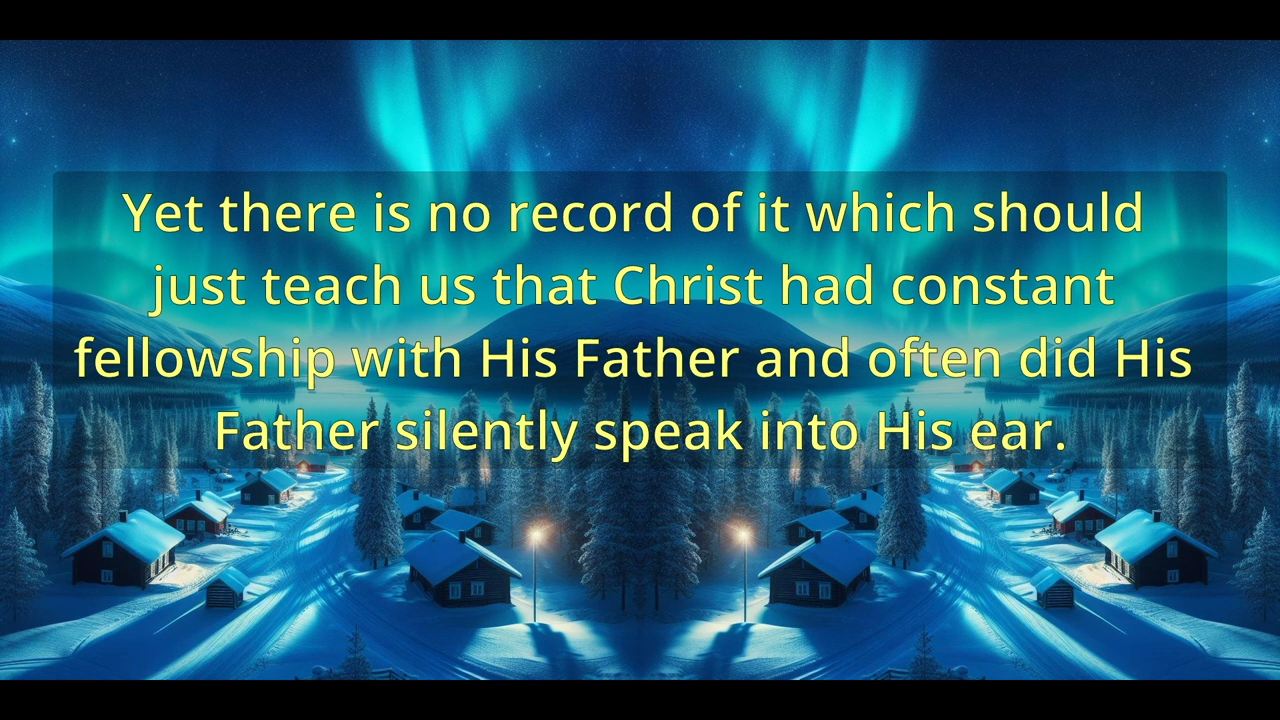 Yet there is no record of it which should
just teach us that Christ had constant
fellowship with His Father and often did His
Father silently speak into His ear.